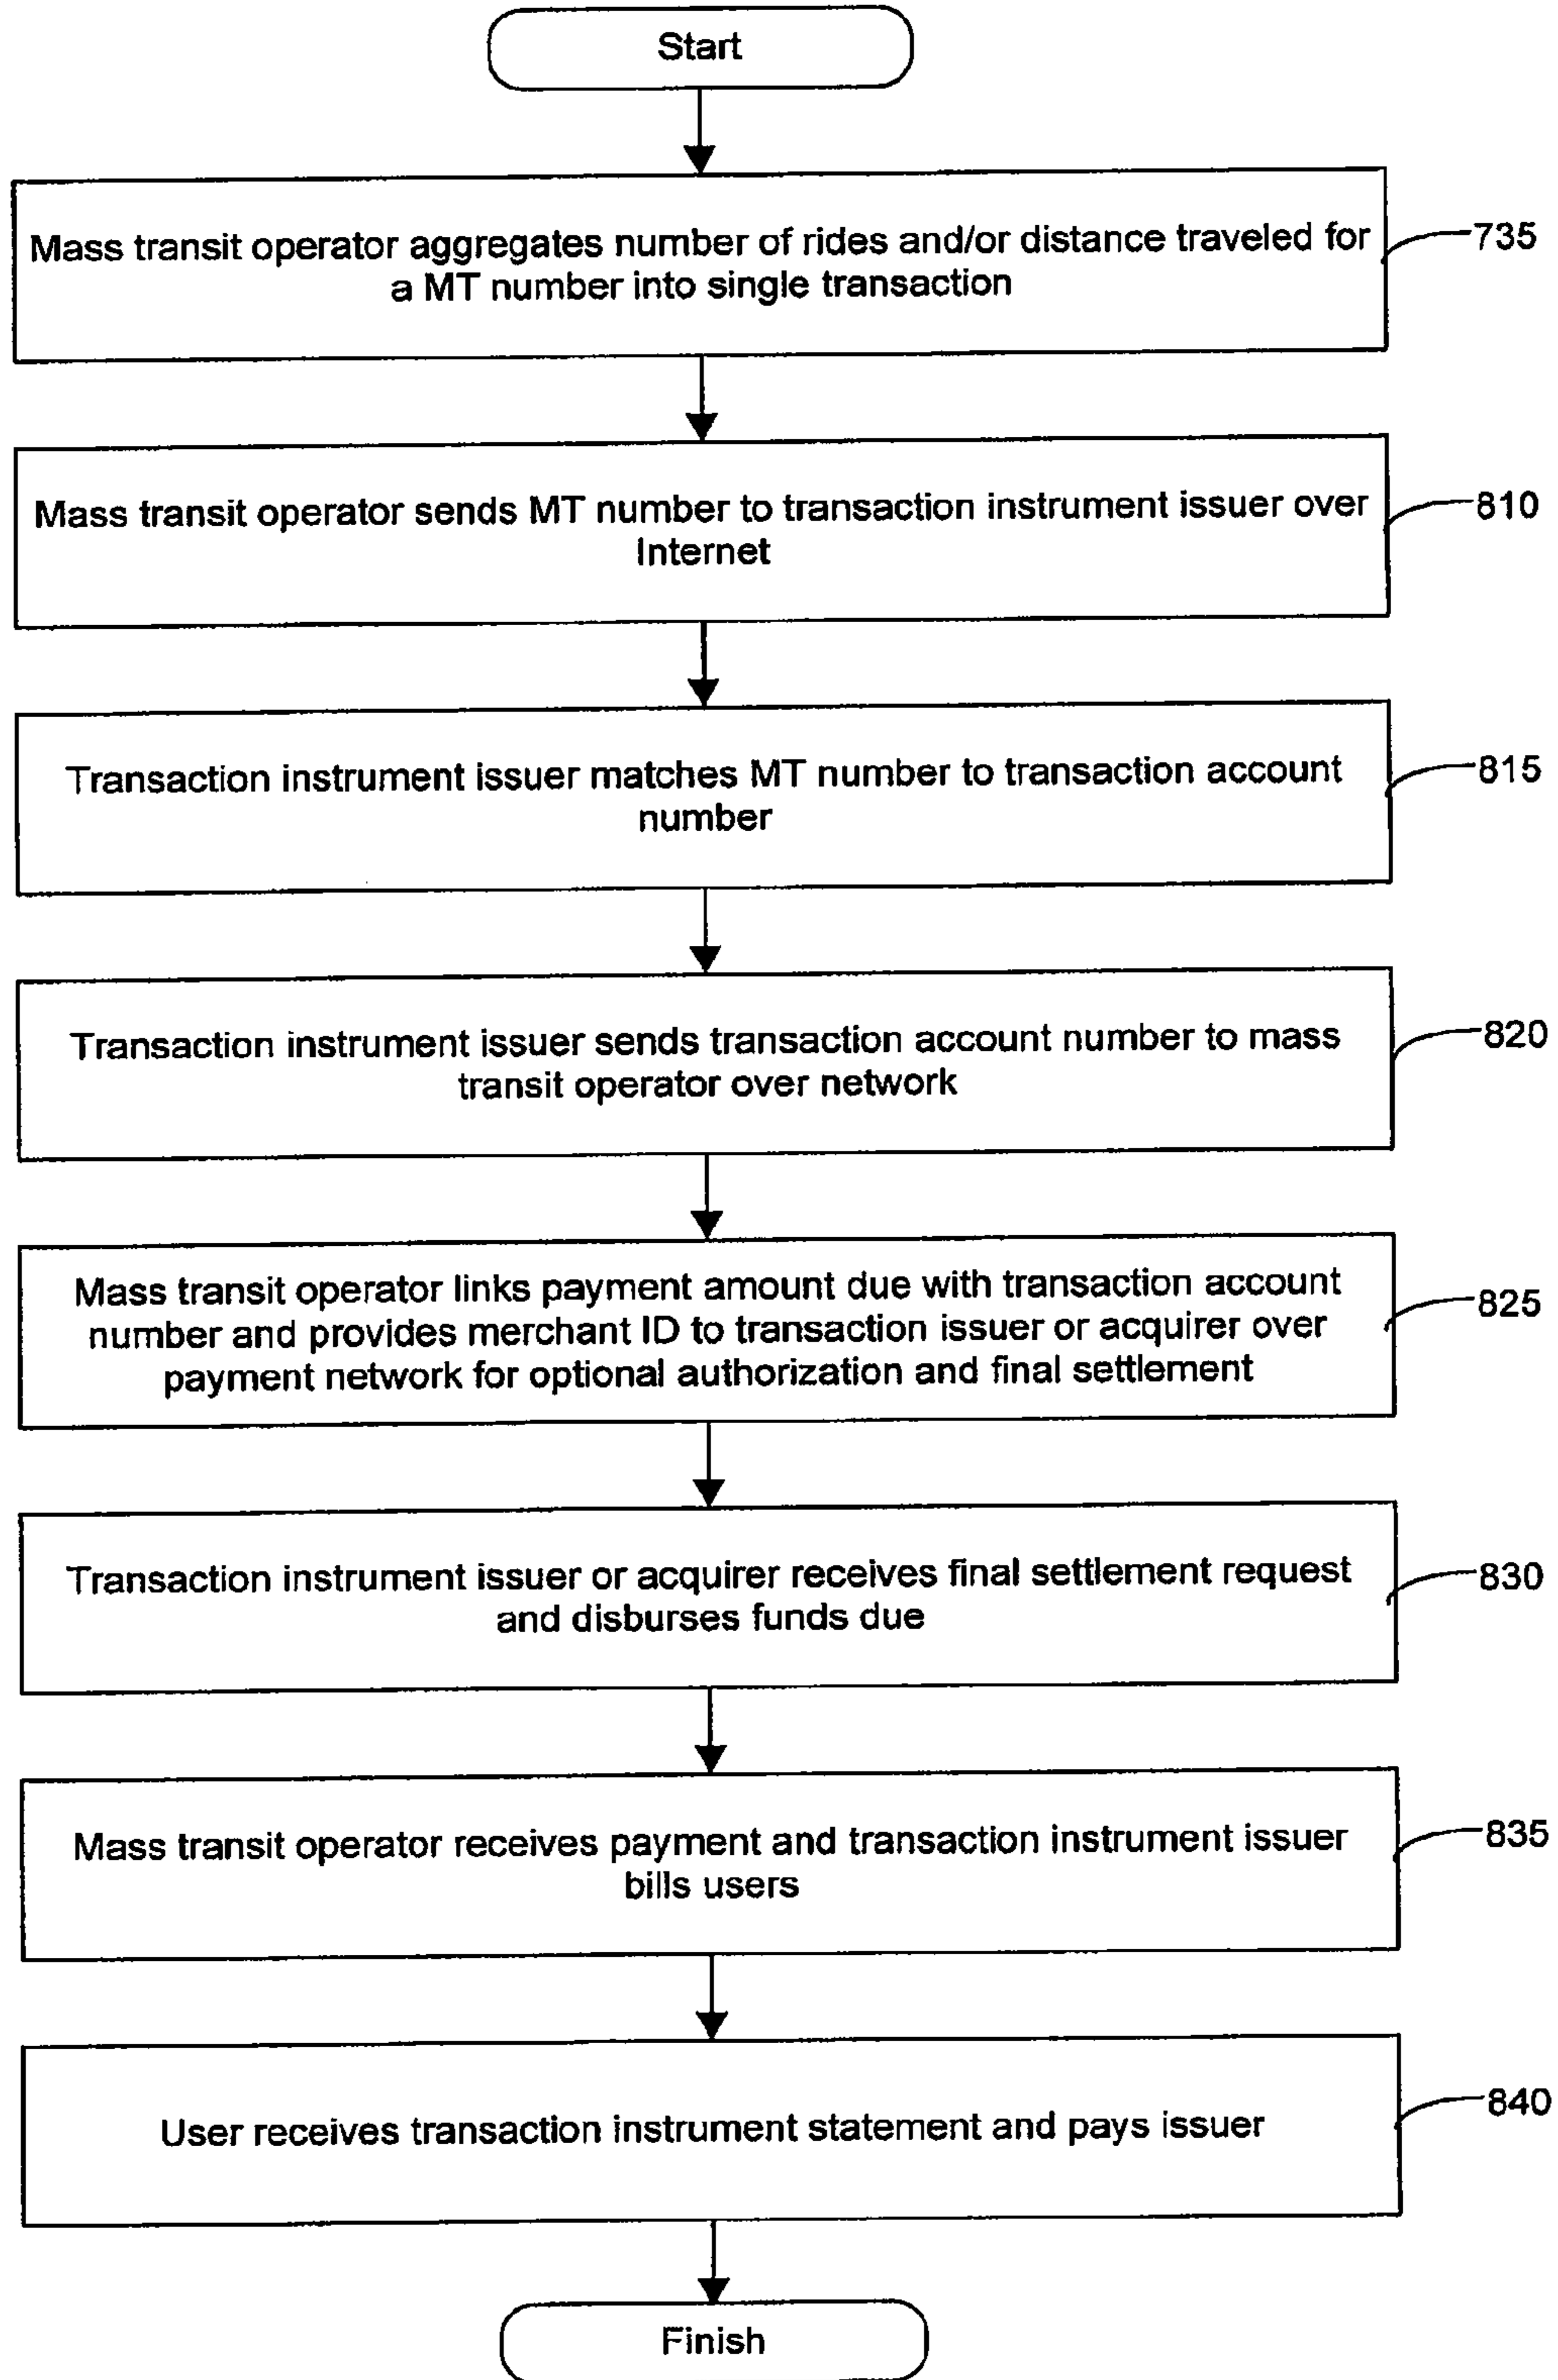 Start
Mass transit operator aggregates number of rides and/or distance traveled for
a MT number into single transaction
735
Mass transit operator sends MT number to transaction instrument issuer over
Internet
810
Transaction instrument issuer matches MT number to transaction account
number
815
Transaction instrument issuer sends transaction account number to mass
transit operator over network
820
Mass transit operator links payment amount due with transaction account
number and provides merchant ID to transaction issuer or acquirer over
payment network for optional authorization and final settlement
825
Transaction instrument issuer or acquirer receives final settlement request
and disburses funds due
830
Mass transit operator receives payment and transaction instrument issuer
bills users
835
User receives transaction instrument statement and pays issuer
840
Finish